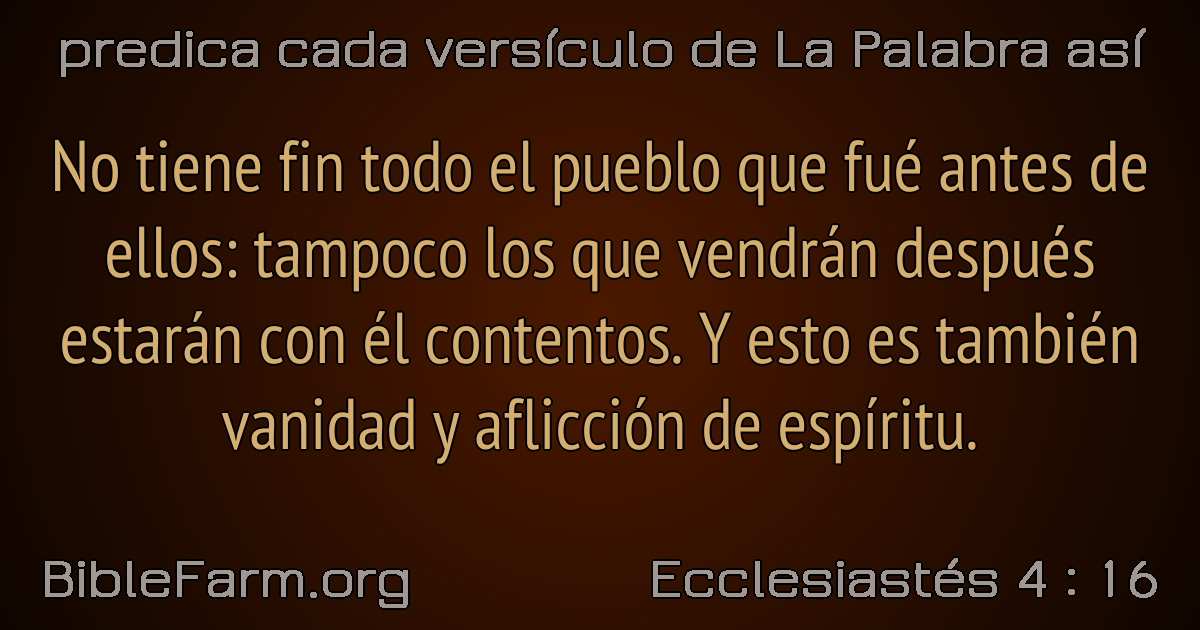 predica cada versículo de La Palabra así
No tiene fin todo el pueblo que fué antes de
ellos: tampoco los que vendrán después
estarán con él contentos. Y esto es también
vanidad y aflicción de espíritu.
BibleFarm.org
Ecclesiastés 4 : 16